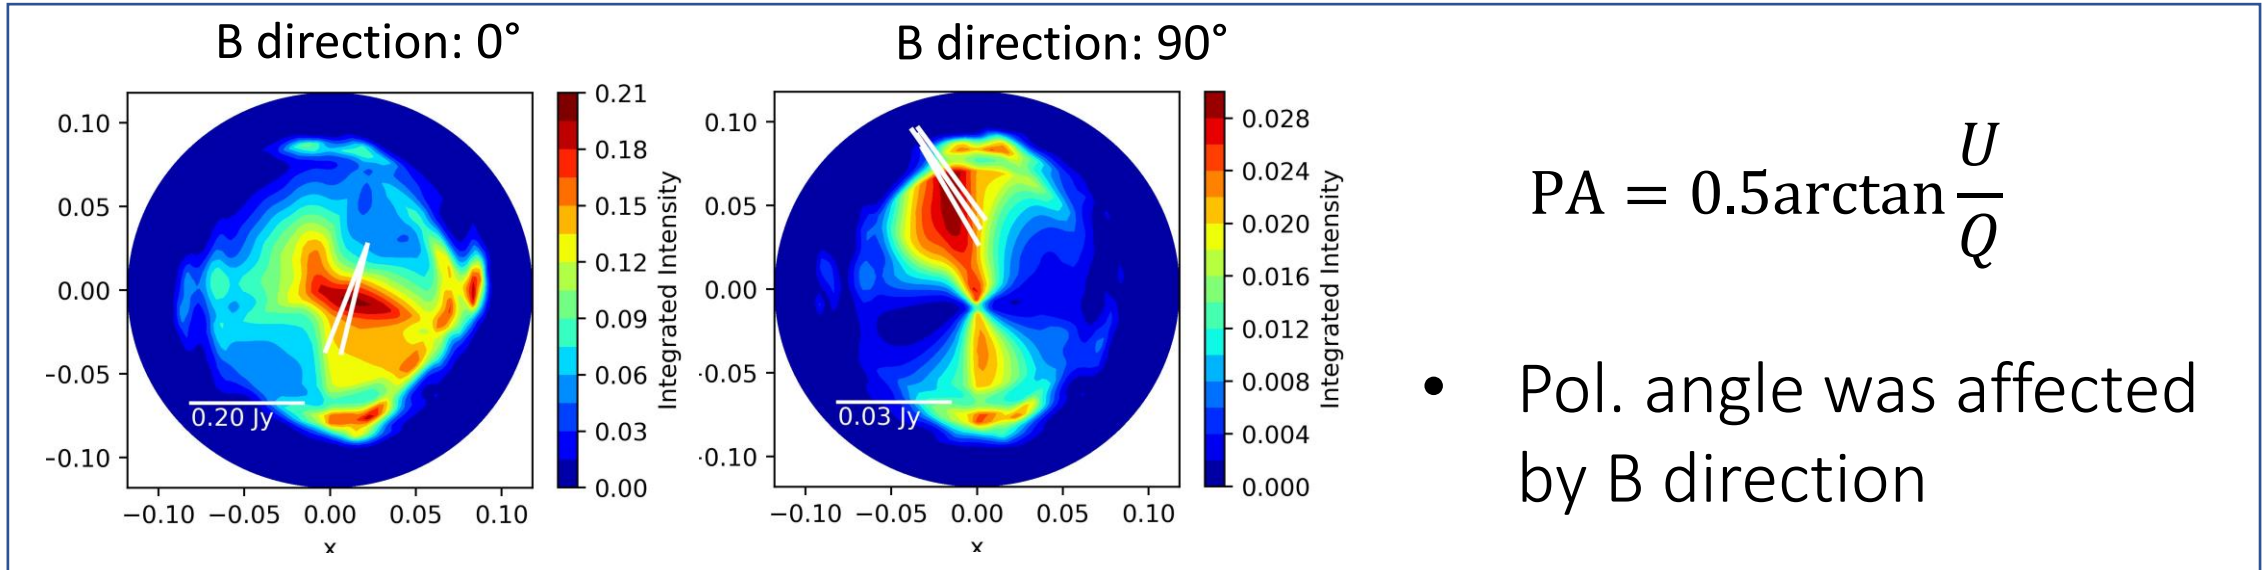 B direction: 0°
0.10
0.05
0.00
−0.05
−0.10
−0.10 −0.05 0.00 0.05 0.10
x
0.20 Jy
0.21
0.18
0.15
0.12
0.09
0.06
0.03
0.00
Integrated Intensity
B direction: 90°
0.10
0.05
0.00
-0.05
-0.10
−0.10 −0.05 0.00 0.05 0.10
x
0.03 Jy
0.028
0.024
0.020
0.016
0.012
0.008
0.004
0.000
Integrated Intensity
PA = 0.5arctan U/Q
• Pol. angle was affected
by B direction